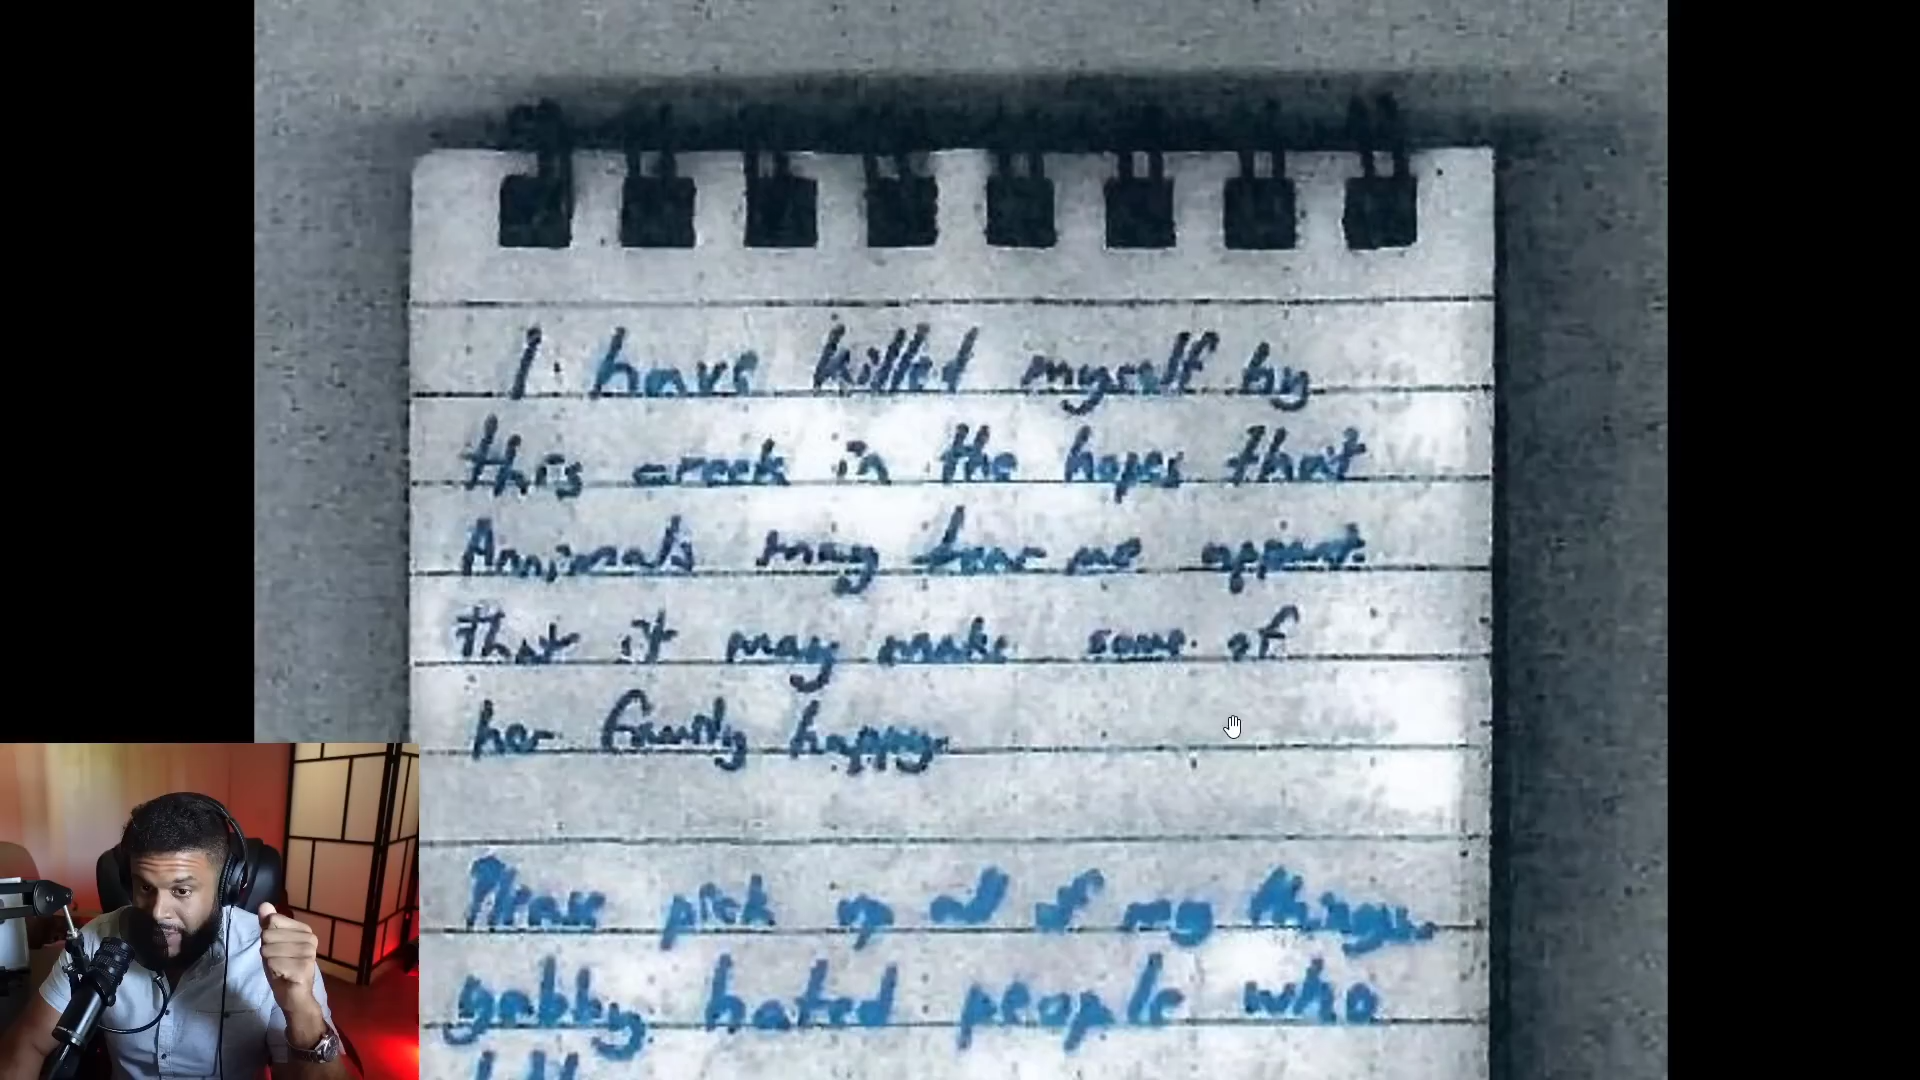 I have killed myself by
this creek in the hopes that
Animals may tear me appart.
that it may make some of
her family happy.
Please pick up all of my things.
gabby hated people who